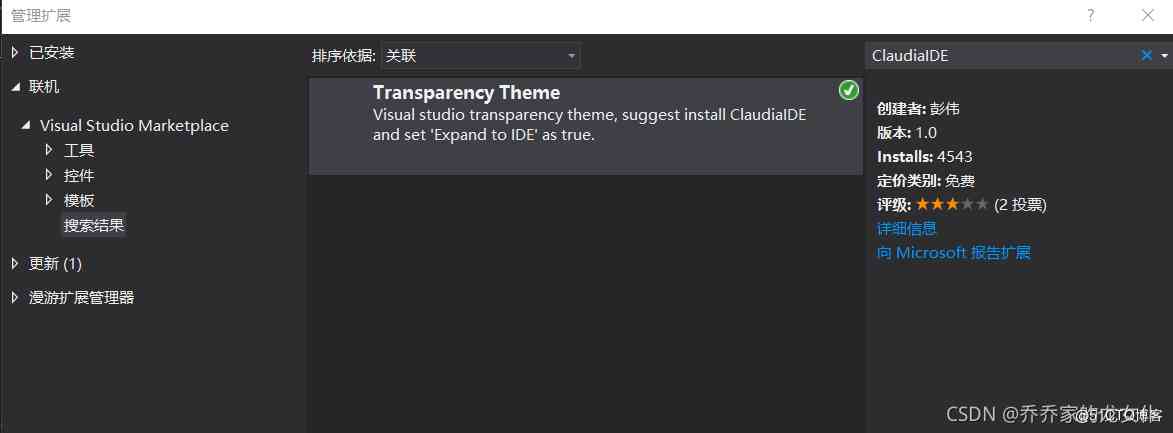 管理扩展
?
已安装
联机
Visual Studio Marketplace
工具
控件
模板
搜索结果
更新 (1)
漫游扩展管理器
排序依据: 关联
Transparency Theme
Visual studio transparency theme, suggest install ClaudiaIDE
and set 'Expand to IDE' as true.
ClaudiaIDE
创建者: 彭伟
版本: 1.0
Installs: 4543
定价类别: 免费
评级: (2 投票)
详细信息
向 Microsoft 报告扩展
CSDN @乔乔家的龙女仆
@51CTO博客